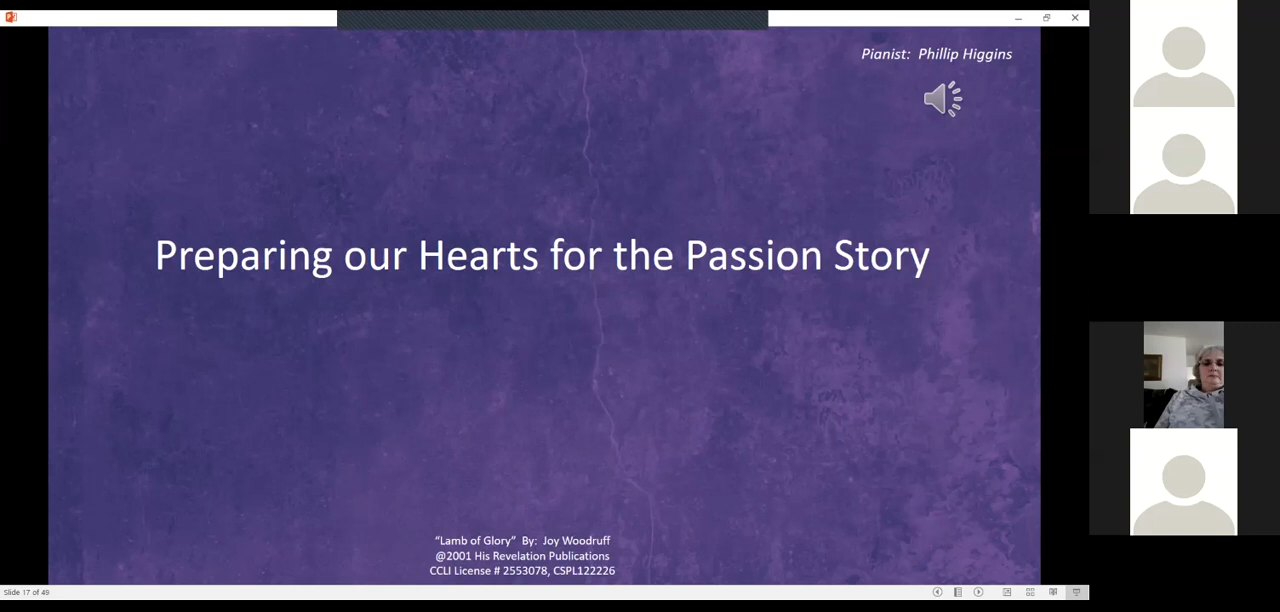 Pianist: Phillip Higgins
Preparing our Hearts for the Passion Story
“Lamb of Glory” By: Joy Woodruff
@2001 His Revelation Publications
CCLI License # 2553078, CSPL122226
Slide 17 of 49